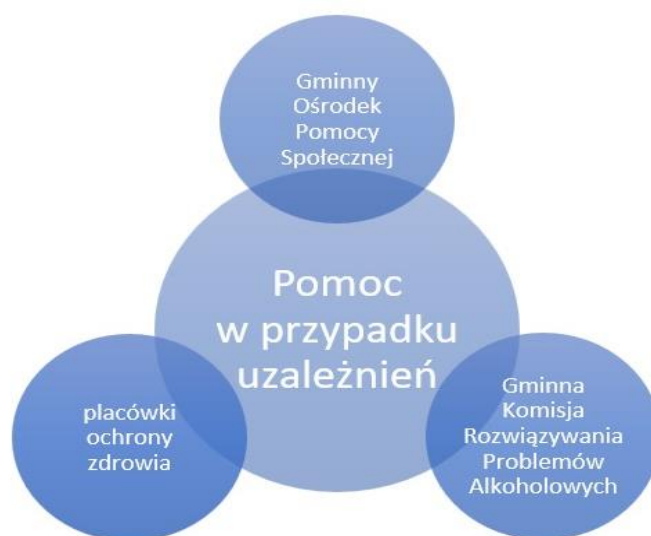 Gminny
Ośrodek
Pomocy
Społecznej
Pomoc
w przypadku
uzależnień
placówki
ochrony
zdrowia
Gminna
Komisja
Rozwiązywania
Problemów
Alkoholowych